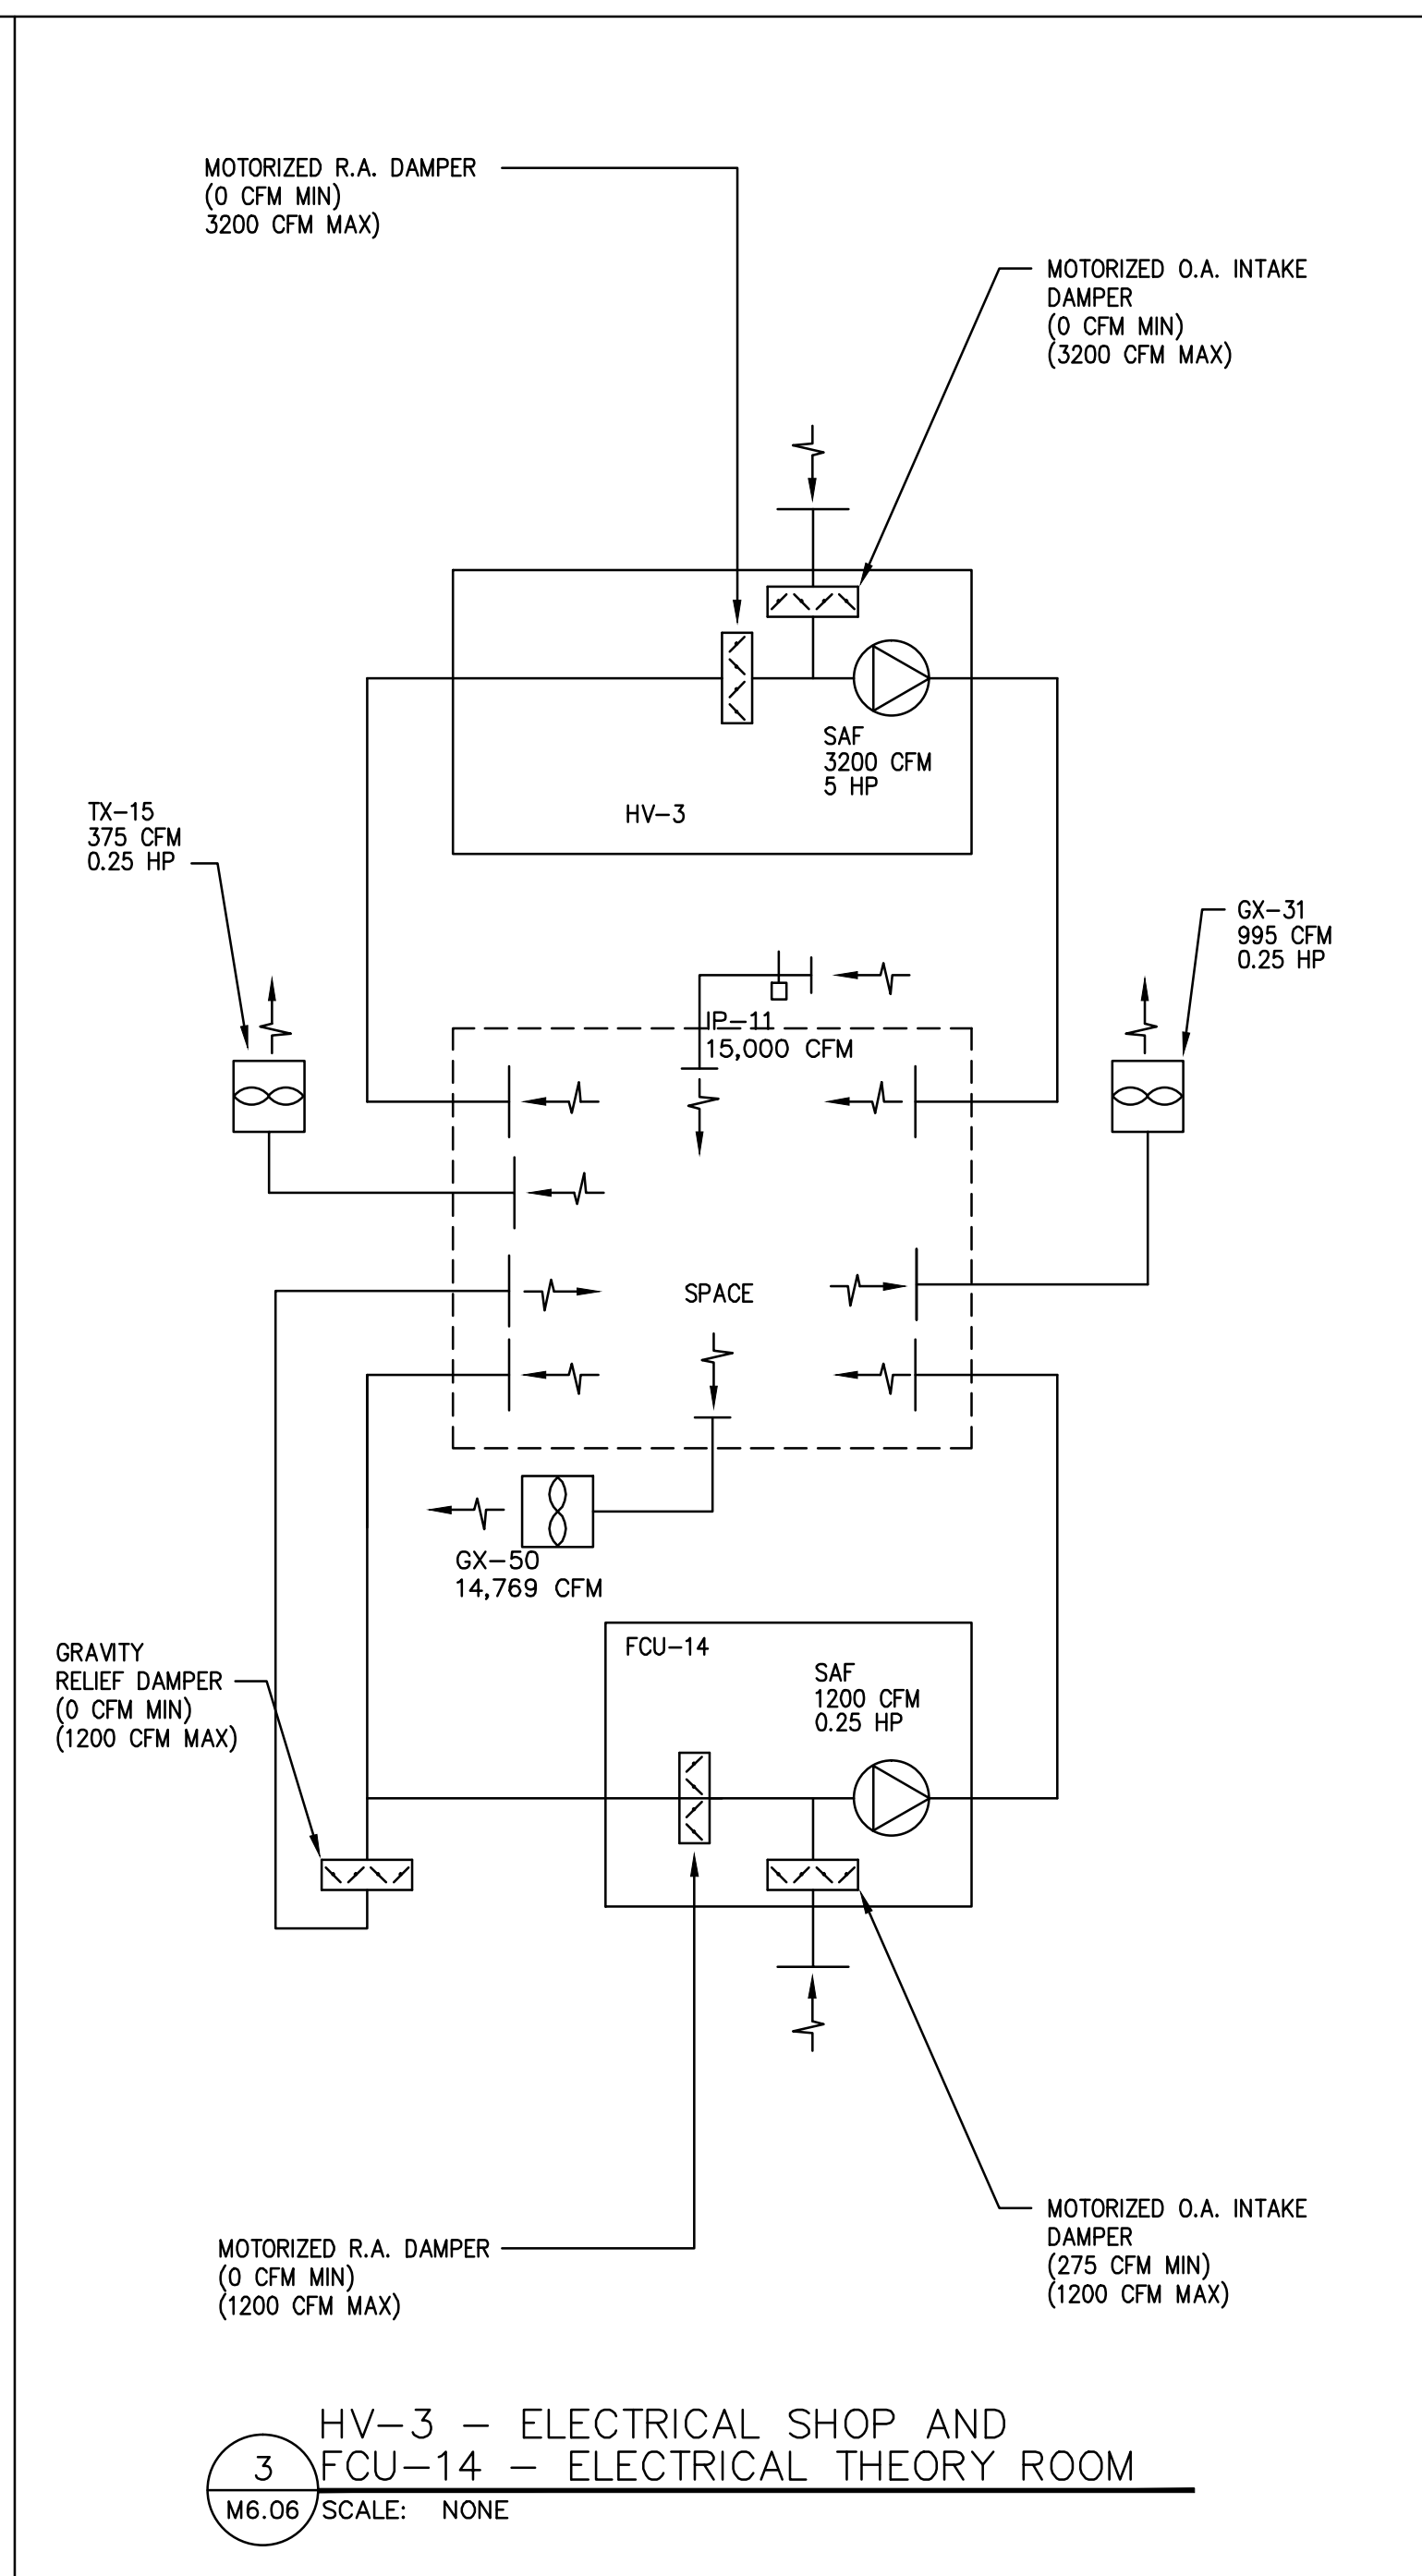 MOTORIZED R.A. DAMPER
(0 CFM MIN)
3200 CFM MAX)
MOTORIZED O.A. INTAKE
DAMPER
(0 CFM MIN)
(3200 CFM MAX)
SAF
3200 CFM
5 HP
HV-3
TX-15
375 CFM
0.25 HP
GX-31
995 CFM
0.25 HP
IP-11
15,000 CFM
SPACE
GX-50
14,769 CFM
GRAVITY
RELIEF DAMPER
(0 CFM MIN)
(1200 CFM MAX)
FCU-14
SAF
1200 CFM
0.25 HP
MOTORIZED O.A. INTAKE
DAMPER
(275 CFM MIN)
(1200 CFM MAX)
MOTORIZED R.A. DAMPER
(0 CFM MIN)
(1200 CFM MAX)
HV-3 - ELECTRICAL SHOP AND
FCU-14 - ELECTRICAL THEORY ROOM
3
M6.06
SCALE: NONE